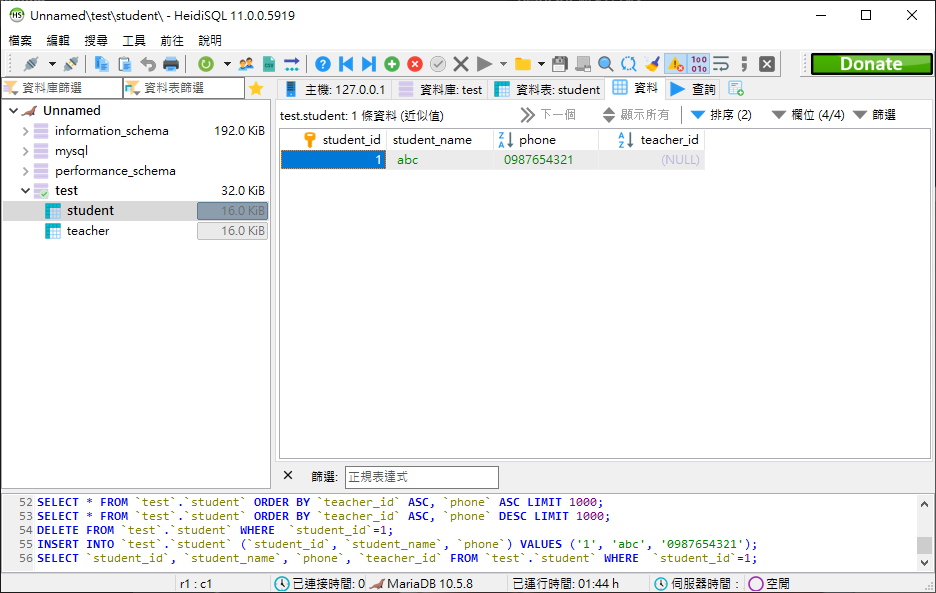 Unnamed\test\student\ - HeidiSQL 11.0.0.5919
檔案 編輯 搜尋 工具 前往 說明
Donate
資料庫篩選 資料表篩選 主機: 127.0.0.1 資料庫: test 資料表: student 資料 查詢
test.student: 1 條資料 (近似值) 下一個 顯示所有 排序 (2) 欄位 (4/4) 篩選
Unnamed
information_schema 192.0 KiB
mysql
performance_schema
test 32.0 KiB
student 16.0 KiB
teacher 16.0 KiB
student_id student_name phone teacher_id
1 abc 0987654321 (NULL)
篩選: 正規表達式
52 SELECT * FROM `test`.`student` ORDER BY `teacher_id` ASC, `phone` ASC LIMIT 1000;
53 SELECT * FROM `test`.`student` ORDER BY `teacher_id` ASC, `phone` DESC LIMIT 1000;
54 DELETE FROM `test`.`student` WHERE  `student_id`=1;
55 INSERT INTO `test`.`student` (`student_id`, `student_name`, `phone`) VALUES ('1', 'abc', '0987654321');
56 SELECT `student_id`, `student_name`, `phone`, `teacher_id` FROM `test`.`student` WHERE  `student_id`=1;
r1 : c1 已連接時間: 0 MariaDB 10.5.8 已運行時間: 01:44 h 伺服器時間： 空閒